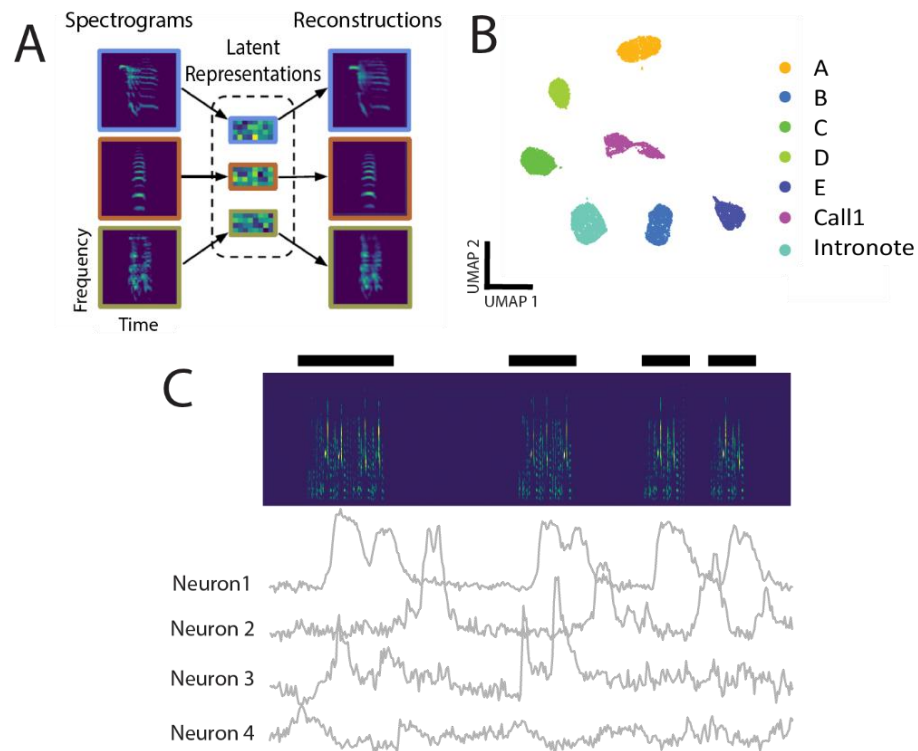 A
Spectrograms
Reconstructions
Latent
Representations
Frequency
Time
B
UMAP 2
UMAP 1
A
B
C
D
E
Call1
Intronote
C
Neuron1
Neuron 2
Neuron 3
Neuron 4